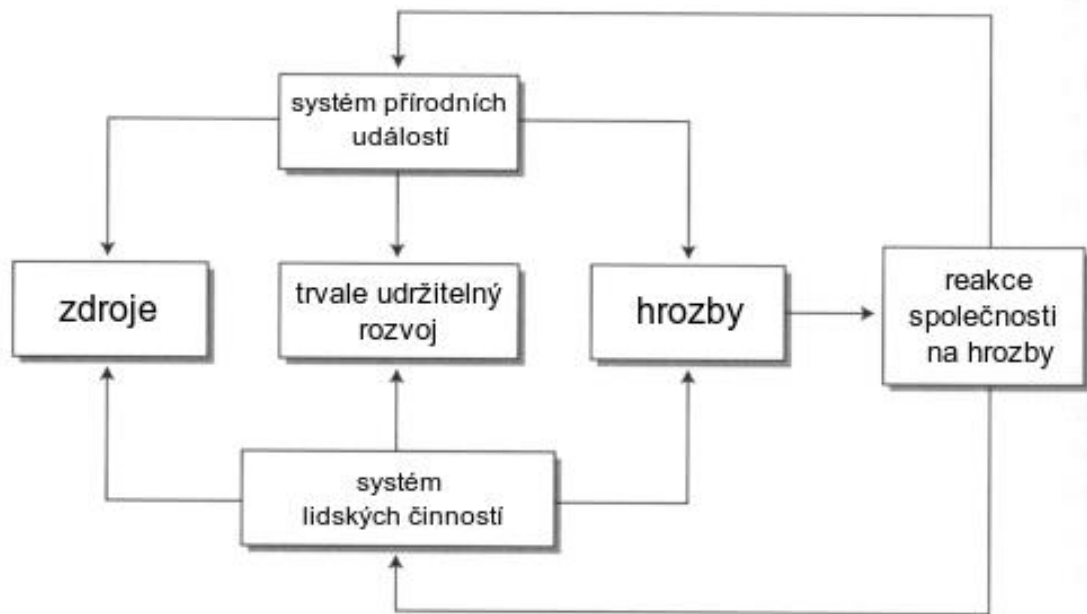 systém přírodních
událostí
zdroje
trvale udržitelný
rozvoj
hrozby
reakce
společnosti
na hrozby
systém
lidských činností